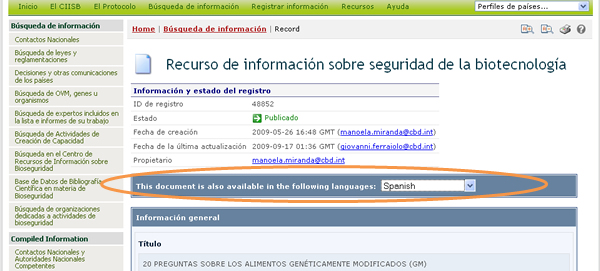 Inicio El CIISB El Protocolo Búsqueda de información Registrar información Recursos Ayuda Perfiles de países...
Búsqueda de información
Contactos Nacionales
Búsqueda de leyes y
reglamentaciones
Decisiones y otras comunicaciones
de los países
Búsqueda de OVM, genes u
organismos
Búsqueda de expertos incluidos en
la lista e informes de su trabajo
Búsqueda de Actividades de
Creación de Capacidad
Búsqueda en el Centro de
Recursos de Información sobre
Bioseguridad
Base de Datos de Bibliografía
Científica en materia de
Bioseguridad
Búsqueda de organizaciones
dedicadas a actividades de
bioseguridad
Compiled Information
Contactos Nacionales y
Autoridades Nacionales
Competentes
Home | Búsqueda de información | Record
Recurso de información sobre seguridad de la biotecnología
Información y estado del registro
ID de registro 48852
Estado Publicado
Fecha de creación 2009-05-26 16:48 GMT (manoela.miranda@cbd.int)
Fecha de la última actualización 2009-09-17 01:36 GMT (giovanni.ferraiolo@cbd.int)
Propietario manoela.miranda@cbd.int
This document is also available in the following languages: Spanish
Información general
Título
20 PREGUNTAS SOBRE LOS ALIMENTOS GENÉTICAMENTE MODIFICADOS (GM)